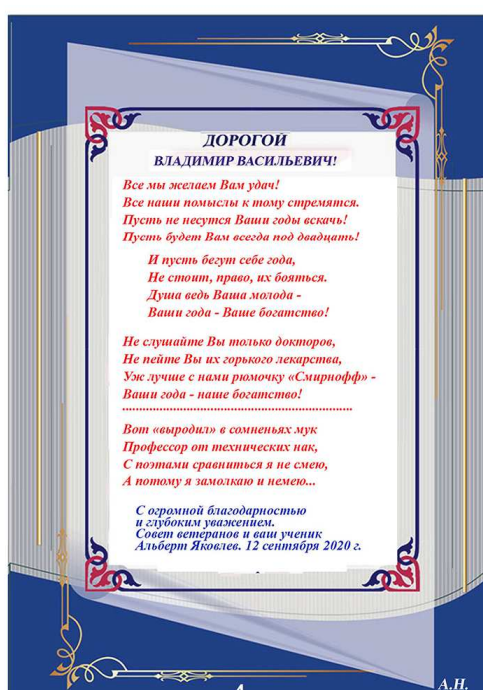 ДОРОГОЙ
ВЛАДИМИР ВАСИЛЬЕВИЧ!
Все мы желаем Вам удач!
Все наши помыслы к тому стремятся.
Пусть не несутся Ваши годы вскачь!
Пусть будет Вам всегда под двадцать!
И пусть бегут себе года,
Не стоит, право, их бояться.
Душа ведь Ваша молода -
Ваши года - Ваше богатство!
Не слушайте Вы только докторов,
Не пейте Вы их горького лекарства,
Уж лучше с нами рюмочку «Смирнофф» -
Ваши года - наше богатство!
Вот «выродил» в сомненьях мук
Профессор от технических нак,
С поэтами сравниться я не смею,
А потому я замолкаю и немею...
С огромной благодарностью
и глубоким уважением.
Совет ветеранов и ваш ученик
Альберт Яковлев. 12 сентября 2020 г.
А.Н.